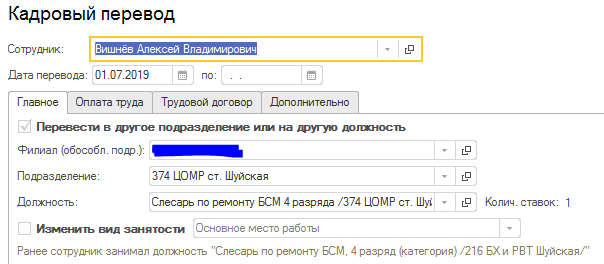 Кадровый перевод
Сотрудник: Вишнёв Алексей Владимирович
Дата перевода: 01.07.2019 по: . .
Главное Оплата труда Трудовой договор Дополнительно
Перевести в другое подразделение или на другую должность
Филиал (обособл. подр.):
Подразделение: 374 ЦОМР ст. Шуйская
Должность: Слесарь по ремонту БСМ 4 разряда /374 ЦОМР ст. Шуй Колич. ставок: 1
Изменить вид занятости Основное место работы
Ранее сотрудник занимал должность "Слесарь по ремонту БСМ, 4 разряд (категория) /216 БХ и РВТ Шуйская/"